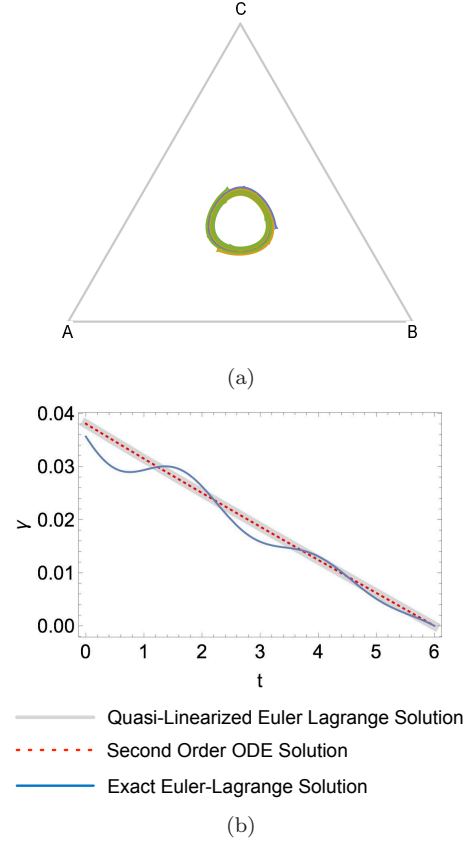 C
A
B
(a)
0.04
0.03
0.02
0.01
0.00
γ
0 1 2 3 4 5 6
t
Quasi-Linearized Euler Lagrange Solution
Second Order ODE Solution
Exact Euler-Lagrange Solution
(b)